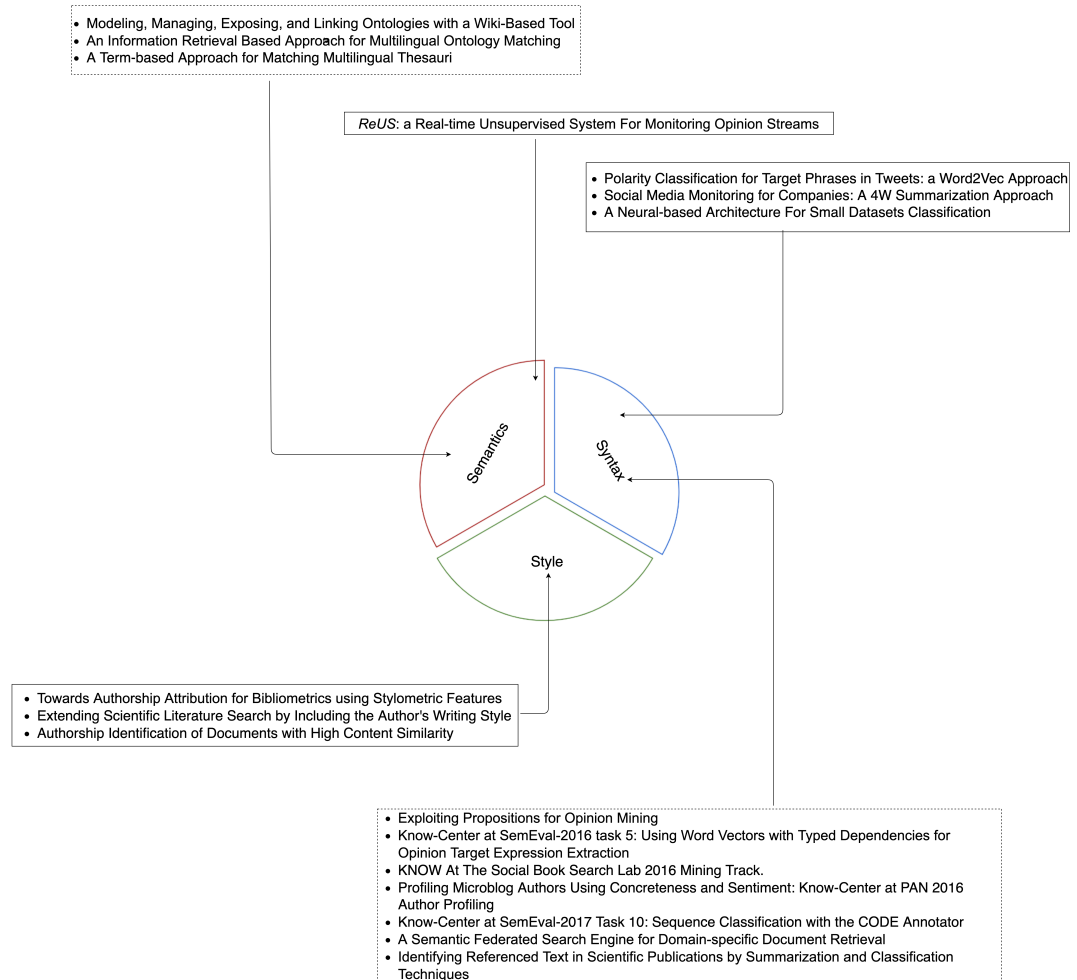 • Modeling, Managing, Exposing, and Linking Ontologies with a Wiki-Based Tool
• An Information Retrieval Based Approach for Multilingual Ontology Matching
• A Term-based Approach for Matching Multilingual Thesauri
ReUS: a Real-time Unsupervised System For Monitoring Opinion Streams
• Polarity Classification for Target Phrases in Tweets: a Word2Vec Approach
• Social Media Monitoring for Companies: A 4W Summarization Approach
• A Neural-based Architecture For Small Datasets Classification
Semantics
Syntax
Style
• Towards Authorship Attribution for Bibliometrics using Stylometric Features
• Extending Scientific Literature Search by Including the Author's Writing Style
• Authorship Identification of Documents with High Content Similarity
• Exploiting Propositions for Opinion Mining
• Know-Center at SemEval-2016 task 5: Using Word Vectors with Typed Dependencies for
Opinion Target Expression Extraction
• KNOW At The Social Book Search Lab 2016 Mining Track.
• Profiling Microblog Authors Using Concreteness and Sentiment: Know-Center at PAN 2016
Author Profiling
• Know-Center at SemEval-2017 Task 10: Sequence Classification with the CODE Annotator
• A Semantic Federated Search Engine for Domain-specific Document Retrieval
• Identifying Referenced Text in Scientific Publications by Summarization and Classification
Techniques